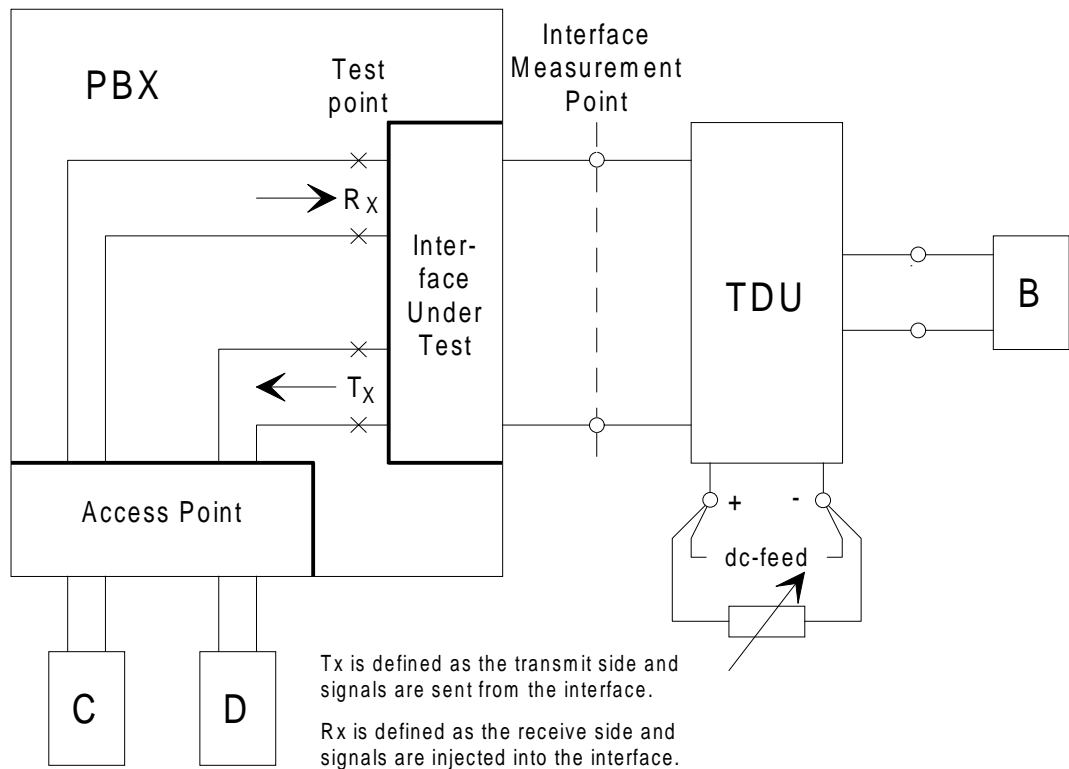 PBX
Test
point
Interface
Measurement
Point
RX
Inter-
face
Under
Test
TX
TDU
B
Access Point
+ -
dc-feed
C
D
Tx is defined as the transmit side and
signals are sent from the interface.
Rx is defined as the receive side and
signals are injected into the interface.